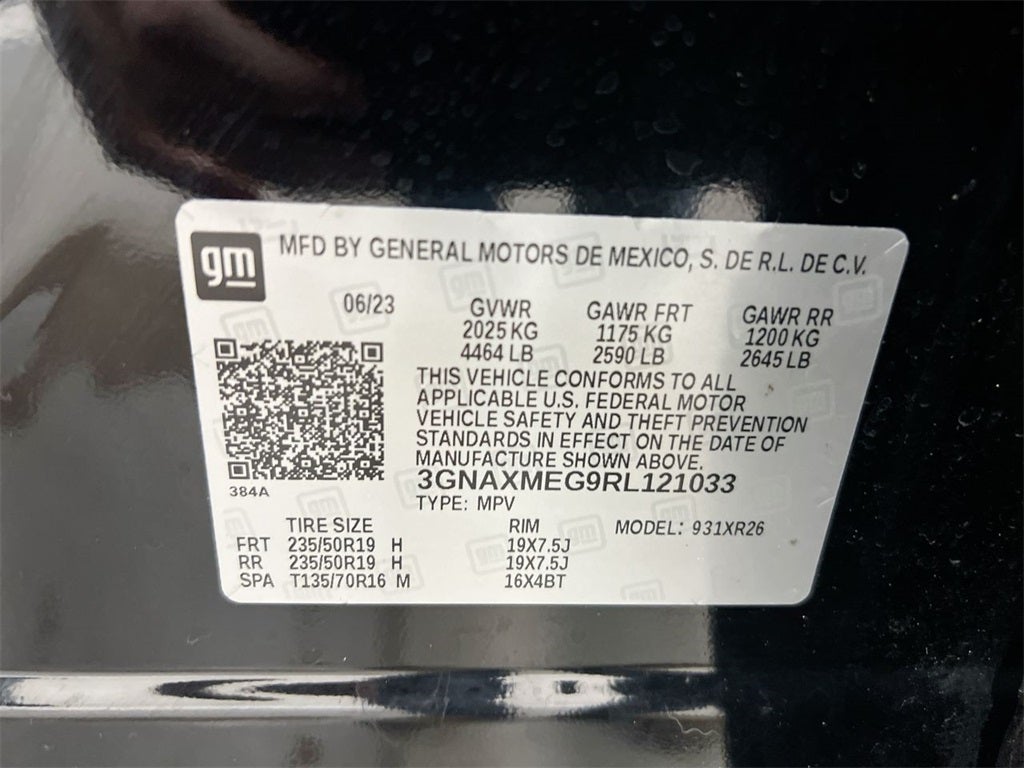 gm MFD BY GENERAL MOTORS DE MEXICO, S. DE R.L. DE C.V.
06/23 GVWR GAWR FRT GAWR RR
2025 KG 1175 KG 1200 KG
4464 LB 2590 LB 2645 LB
THIS VEHICLE CONFORMS TO ALL
APPLICABLE U.S. FEDERAL MOTOR
VEHICLE SAFETY AND THEFT PREVENTION
STANDARDS IN EFFECT ON THE DATE OF
MANUFACTURE SHOWN ABOVE.
3GNAXMEG9RL121033
384A
TYPE: MPV
TIRE SIZE RIM MODEL: 931XR26
FRT 235/50R19 H 19X7.5J
RR 235/50R19 H 19X7.5J
SPA T135/70R16 M 16X4BT